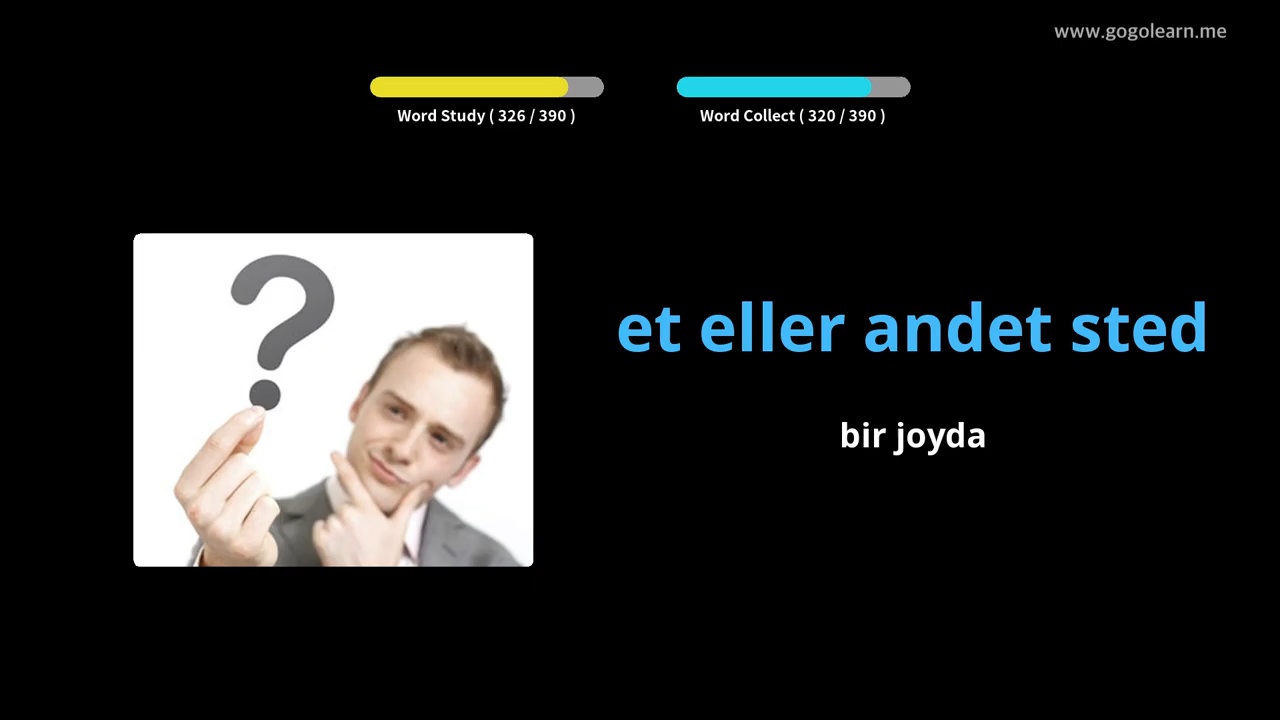 www.gogolearn.me
Word Study ( 326 / 390 )
Word Collect ( 320 / 390 )
?
et eller andet sted
bir joyda